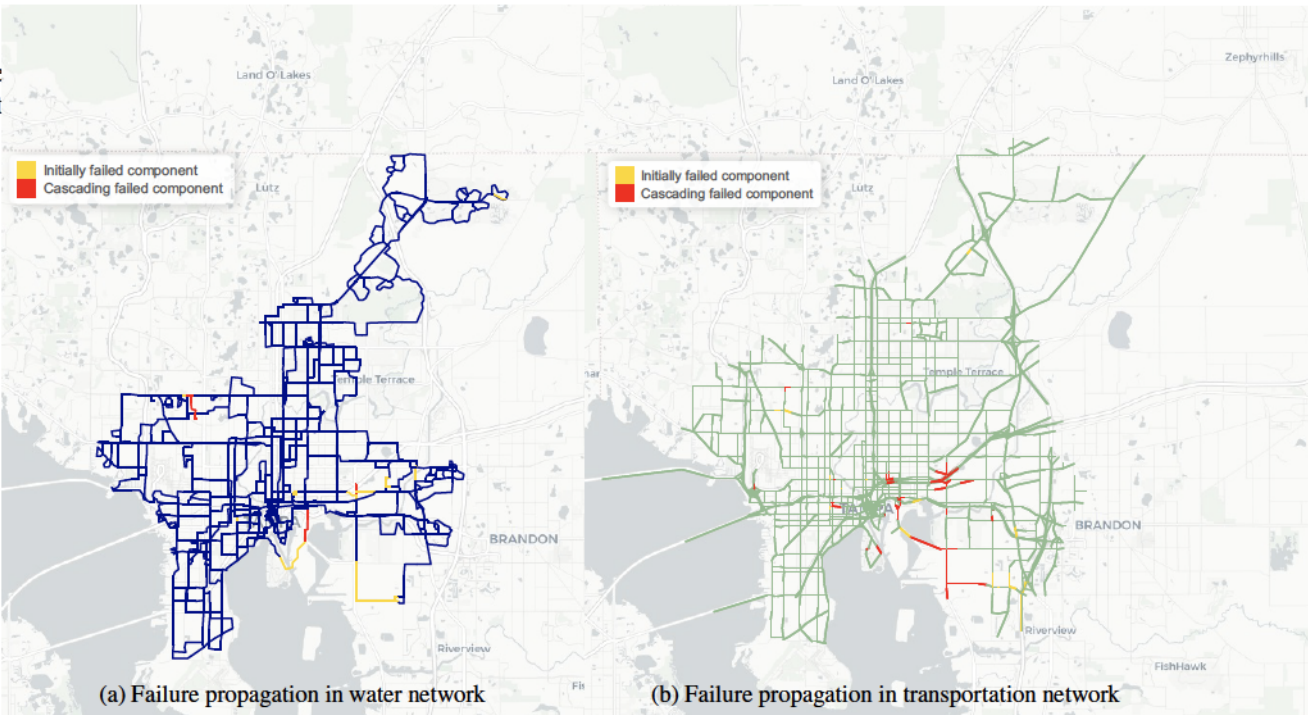 Land O' Lakes
Initially failed component
Cascading failed component
Lutz
Temple Terrace
BRANDON
Riverview
(a) Failure propagation in water network
Zephyrhills
Land O' Lakes
Initially failed component
Cascading failed component
Lutz
Temple Terrace
TAMPA
BRANDON
Riverview
FishHawk
(b) Failure propagation in transportation network